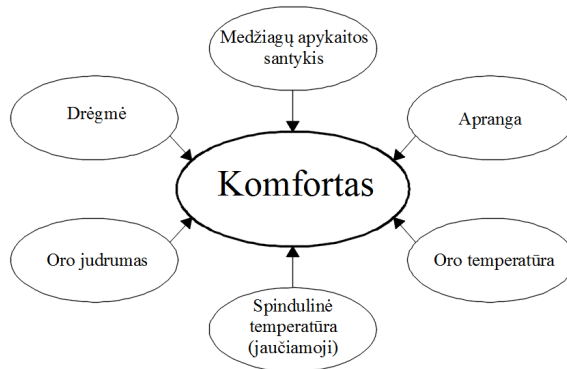 Medžiagų apykaitos
santykis
Drėgmė
Apranga
Komfortas
Oro judrumas
Oro temperatūra
Spindulinė
temperatūra
(jaučiamoji)